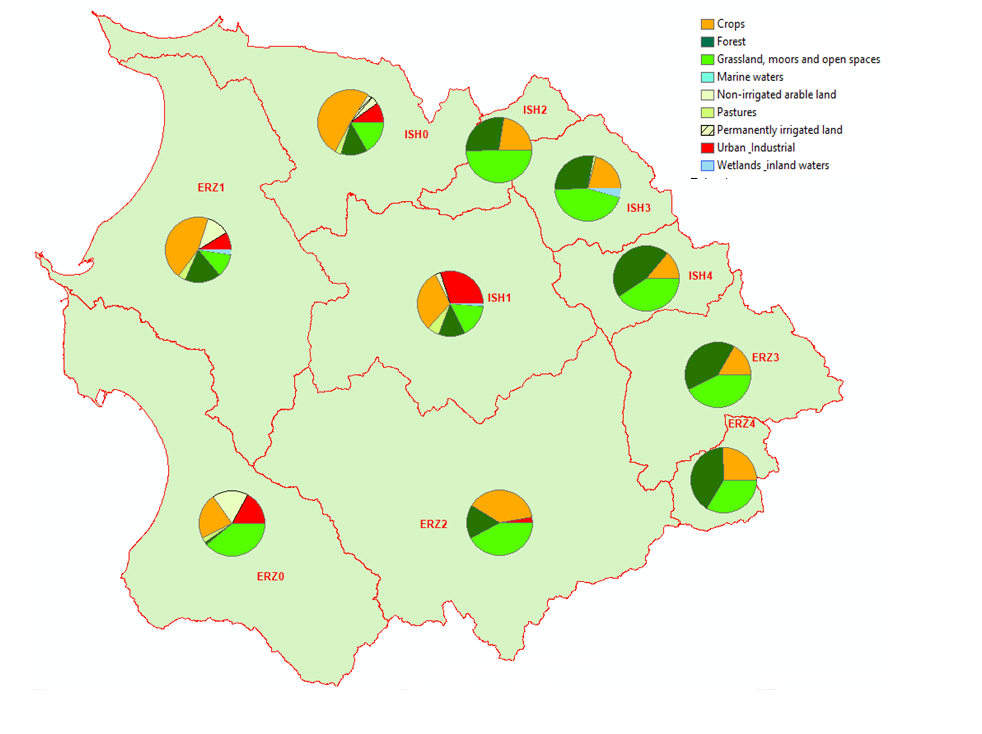 Crops
Forest
Grassland, moors and open spaces
Marine waters
Non-irrigated arable land
Pastures
Permanently irrigated land
Urban_Industrial
Wetlands_inland waters
ISH2
ISH0
ERZ1
ISH3
ISH4
ISH1
ERZ3
ERZ4
ERZ2
ERZ0